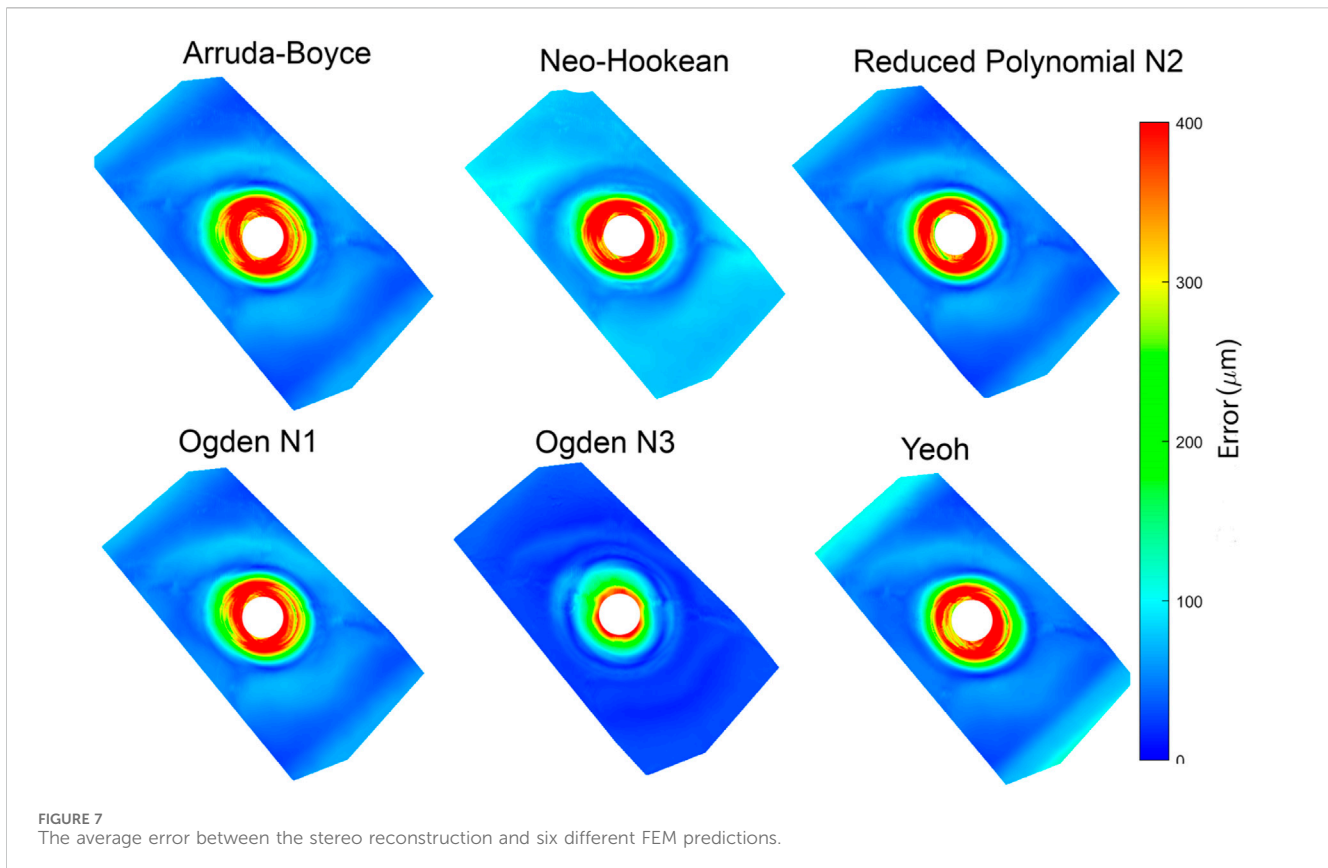 Arruda-Boyce
Neo-Hookean
Reduced Polynomial N2
Ogden N1
Ogden N3
Yeoh
400
300
200
100
0
Error (μm)
FIGURE 7
The average error between the stereo reconstruction and six different FEM predictions.